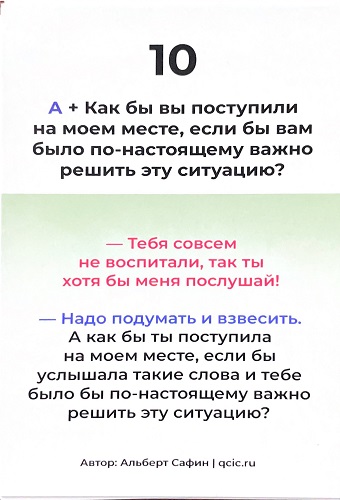 10
А + Как бы вы поступили
на моем месте, если бы вам
было по-настоящему важно
решить эту ситуацию?
— Тебя совсем
не воспитали, так ты
хотя бы меня послушай!
— Надо подумать и взвесить.
А как бы ты поступила
на моем месте, если бы
услышала такие слова и тебе
было бы по-настоящему важно
решить эту ситуацию?
Автор: Альберт Сафин | qcic.ru